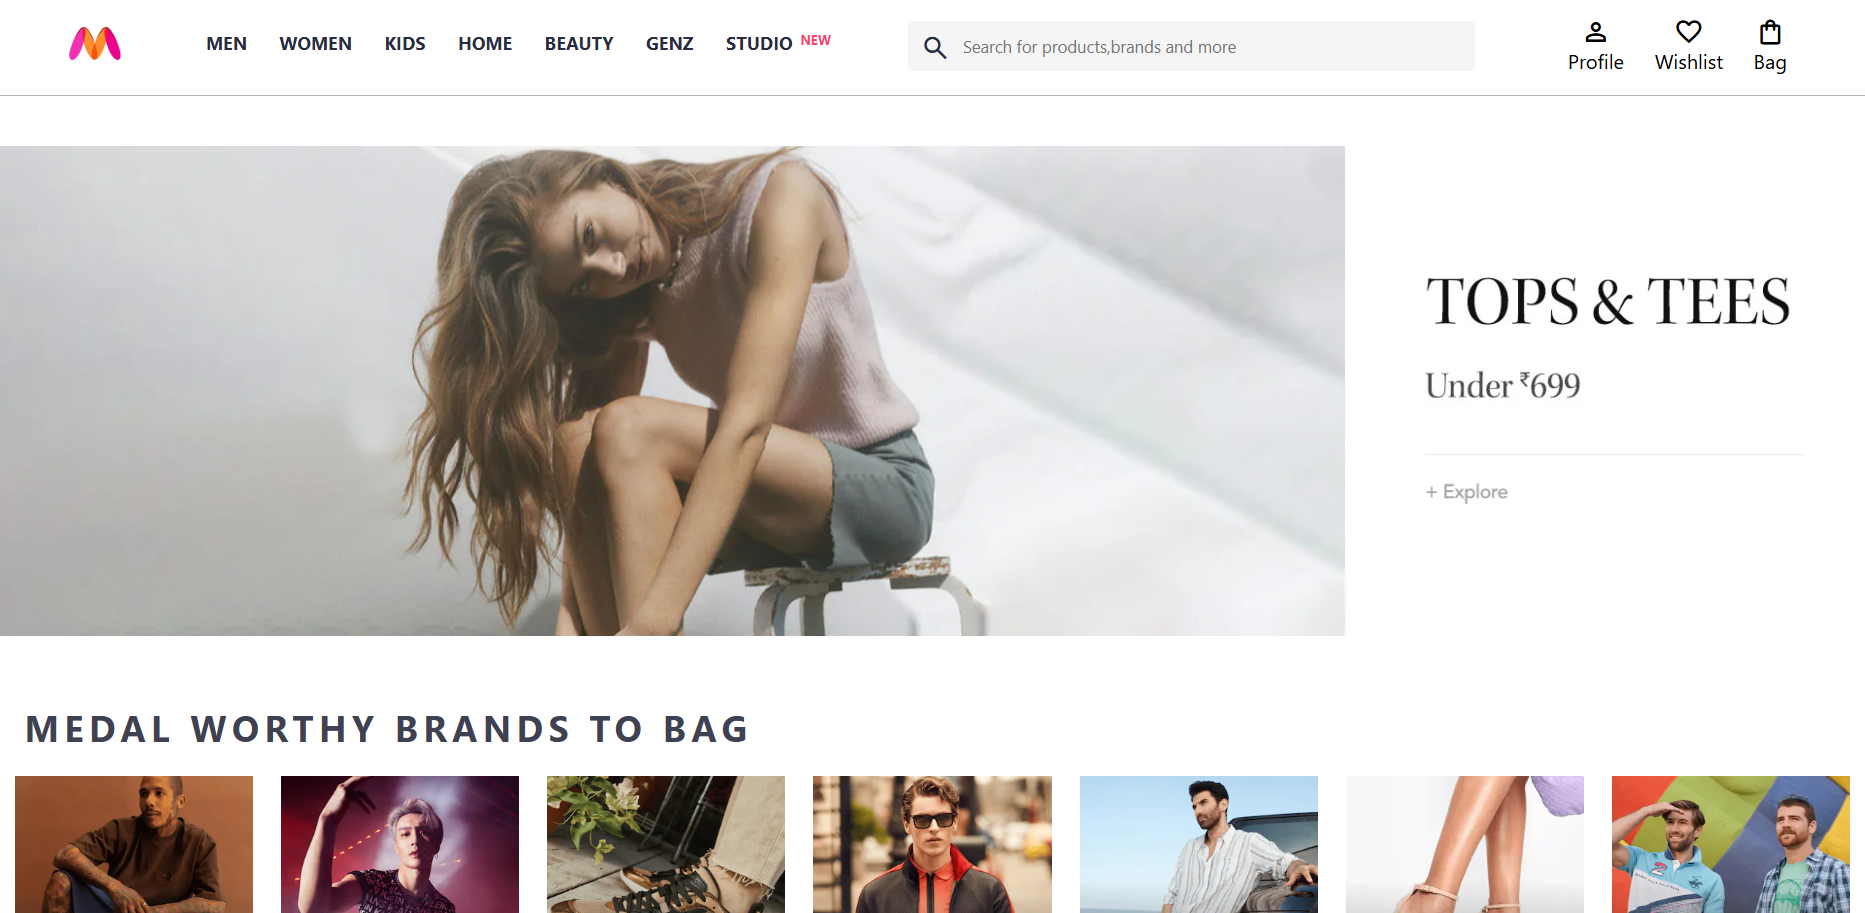 MEN WOMEN KIDS HOME BEAUTY GENZ STUDIO NEW
Search for products,brands and more
Profile Wishlist Bag
TOPS & TEES
Under ₹699
+ Explore
MEDAL WORTHY BRANDS TO BAG
2